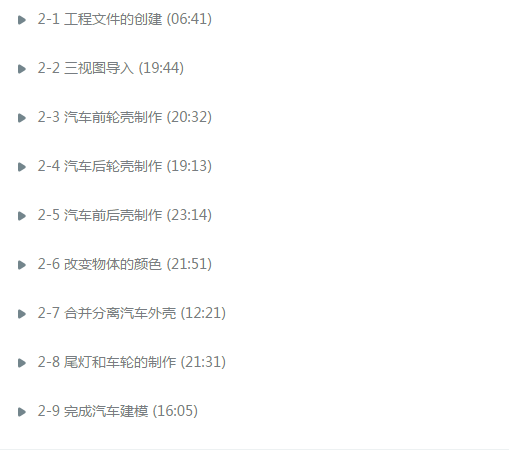 2-1 工程文件的创建 (06:41)
2-2 三视图导入 (19:44)
2-3 汽车前轮壳制作 (20:32)
2-4 汽车后轮壳制作 (19:13)
2-5 汽车前后壳制作 (23:14)
2-6 改变物体的颜色 (21:51)
2-7 合并分离汽车外壳 (12:21)
2-8 尾灯和车轮的制作 (21:31)
2-9 完成汽车建模 (16:05)